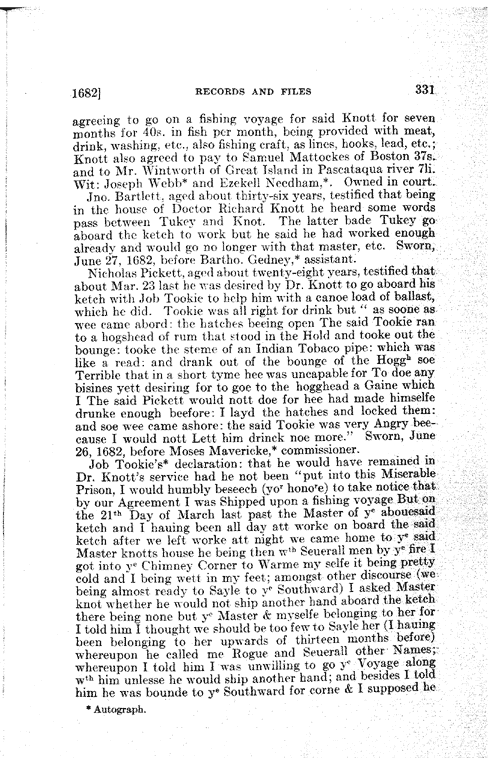 1682] RECORDS AND FILES 331
agreeing to go on a fishing voyage for said Knott for seven
months for 40s. in fish per month, being provided with meat,
drink, washing, etc., also fishing craft, as lines, hooks, lead, etc.;
Knott also agreed to pay to Samuel Mattockes of Boston 37s.
and to Mr. Wintworth of Great Island in Pascataqua river 7li.
Wit: Joseph Webb* and Ezekell Needham,*. Owned in court.
Jno. Bartlett, aged about thirty-six years, testified that being
in the house of Doctor Richard Knott he heard some words
pass between Tukey and Knot. The latter bade Tukey go
aboard the ketch to work but he said he had worked enough
already and would go no longer with that master, etc. Sworn,
June 27, 1682, before Bartho. Gedney,* assistant.
Nicholas Pickett, aged about twenty-eight years, testified that
about Mar. 23 last he was desired by Dr. Knott to go aboard his
ketch with Job Tookie to help him with a canoe load of ballast,
which he did. Tookie was all right for drink but " as soone as
wee came abord: the hatches beeing open The said Tookie ran
to a hogshead of rum that stood in the Hold and tooke out the
bounge: tooke the steme of an Indian Tobaco pipe: which was
like a read: and drank out of the bounge of the Hoggʰ soe
Terrible that in a short tyme hee was uncapable for To doe any
bisines yett desiring for to goe to the hogghead a Gaine which
I The said Pickett would nott doe for hee had made himselfe
drunke enough beefore: I layd the hatches and locked them:
and soe wee came ashore: the said Tookie was very Angry bee-
cause I would nott Lett him drinck noe more." Sworn, June
26, 1682, before Moses Mavericke,* commissioner.
Job Tookie's* declaration: that he would have remained in
Dr. Knott's service had he not been "put into this Miserable
Prison, I would humbly beseech (yoʳ honoʳe) to take notice that
by our Agreement I was Shipped upon a fishing voyage But on
the 21ᵗʰ Day of March last past the Master of yᵉ abouesaid
ketch and I hauing been all day att worke on board the said
ketch after we left worke att night we came home to yᵉ said
Master knotts house he being then wᵗʰ Seuerall men by yᵉ fire I
got into yᵉ Chimney Corner to Warme my selfe it being pretty
cold and I being wett in my feet; amongst other discourse (we
being almost ready to Sayle to yᵉ Southward) I asked Master
knot whether he would not ship another hand aboard the ketch
there being none but yᵉ Master & myselfe belonging to her for
I told him I thought we should be too few to Sayle her (I hauing
been belonging to her upwards of thirteen months before)
whereupon he called me Rogue and Seuerall other Names;
whereupon I told him I was unwilling to go yᵉ Voyage along
wᵗʰ him unlesse he would ship another hand; and besides I told
him he was bounde to yᵉ Southward for corne & I supposed he
* Autograph.